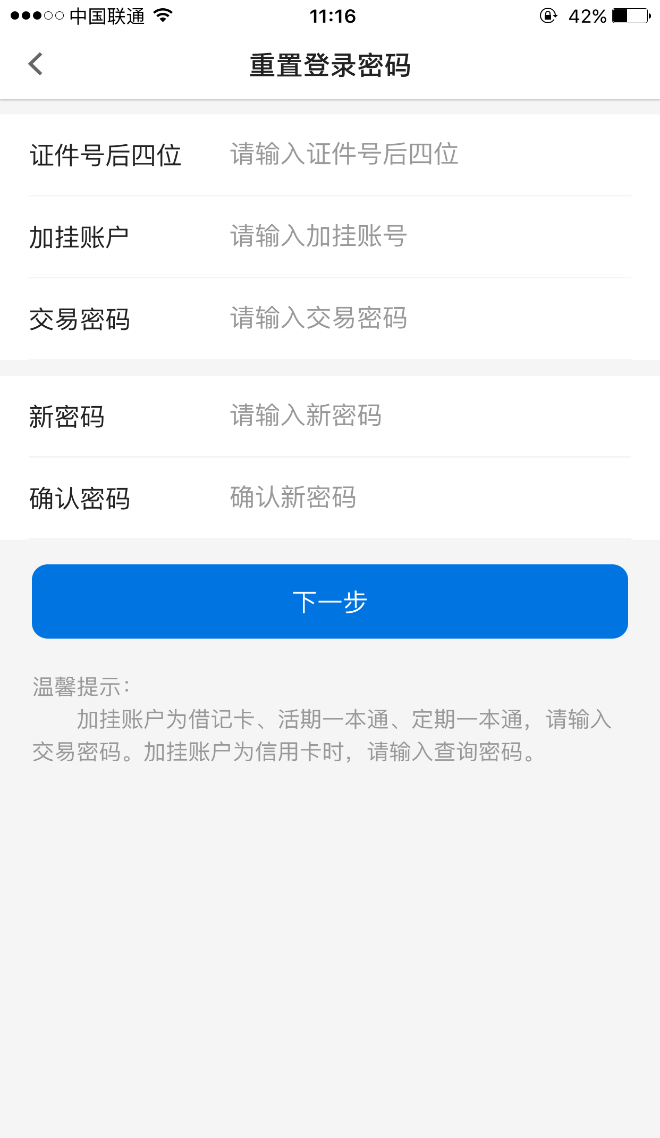 中国联通 11:16 42%
重置登录密码
证件号后四位 请输入证件号后四位
加挂账户 请输入加挂账号
交易密码 请输入交易密码
新密码 请输入新密码
确认密码 确认新密码
下一步
温馨提示：
加挂账户为借记卡、活期一本通、定期一本通，请输入
交易密码。加挂账户为信用卡时，请输入查询密码。